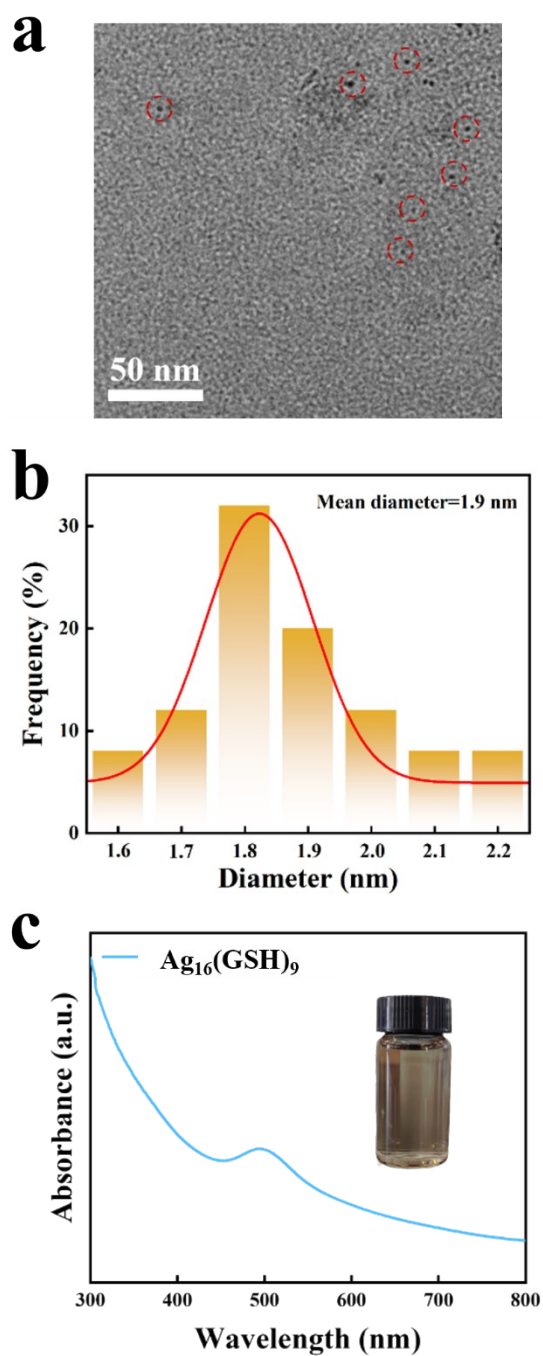 a
50 nm
b
Mean diameter=1.9 nm
Frequency (%)
30
20
10
0
1.6 1.7 1.8 1.9 2.0 2.1 2.2
Diameter (nm)
c
Ag₁₆(GSH)₉
Absorbance (a.u.)
300 400 500 600 700 800
Wavelength (nm)